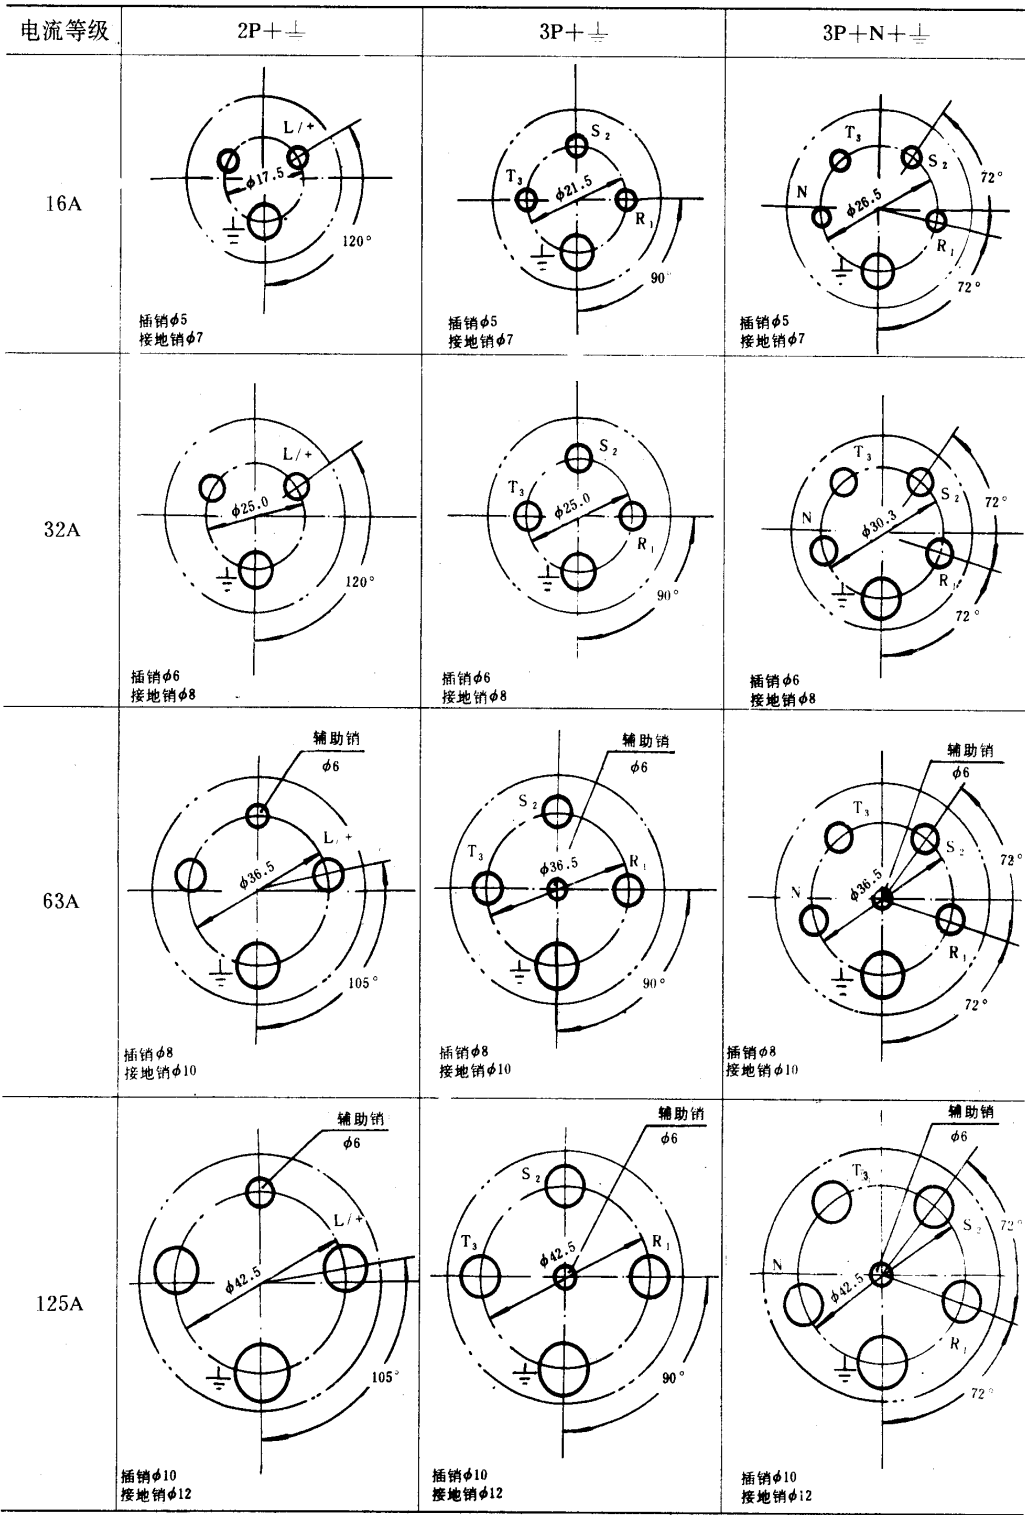 电流等级 2P+⏚ 3P+⏚ 3P+N+⏚
16A
L/+
φ17.5
120°
插销φ5
接地销φ7
S₂
T₃
φ21.5
R₁
90°
插销φ5
接地销φ7
T₃
S₂
72°
N
φ26.5
R₁
72°
插销φ5
接地销φ7
32A
L/+
φ25.0
120°
插销φ6
接地销φ8
S₂
T₃
φ25.0
R₁
90°
插销φ6
接地销φ8
T₃
S₂
72°
N
φ30.3
R₁
72°
插销φ6
接地销φ8
63A
辅助销
φ6
L/+
φ36.5
105°
插销φ8
接地销φ10
辅助销
φ6
S₂
T₃
φ36.5
R₁
90°
插销φ8
接地销φ10
辅助销
φ6
T₃
S₂
72°
φ36.5
N
R₁
72°
插销φ8
接地销φ10
125A
辅助销
φ6
L/+
φ42.5
105°
插销φ10
接地销φ12
辅助销
φ6
S₂
T₃
φ42.5
R₁
90°
插销φ10
接地销φ12
辅助销
φ6
T₃
S₂
72°
N
φ42.5
R₁
72°
插销φ10
接地销φ12